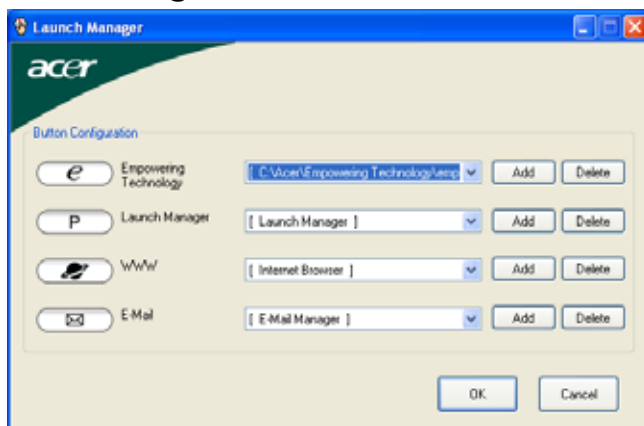 Launch Manager
acer
Button Configuration
e Empowering Technology [ C:\Acer\Empowering Technology\emp Add Delete
P Launch Manager [ Launch Manager ] Add Delete
WWW [ Internet Browser ] Add Delete
E-Mail [ E-Mail Manager ] Add Delete
OK Cancel